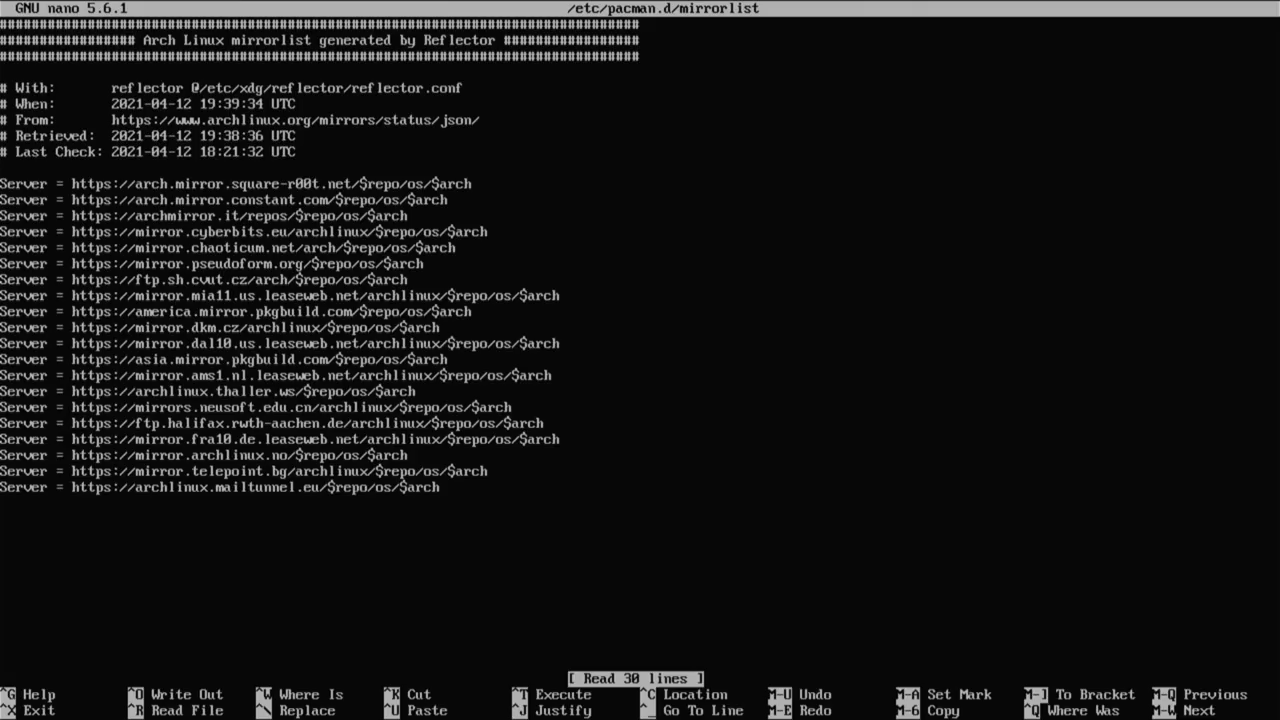 GNU nano 5.6.1 /etc/pacman.d/mirrorlist
################################################################################
################# Arch Linux mirrorlist generated by Reflector #################
################################################################################
# With: reflector @/etc/xdg/reflector/reflector.conf
# When: 2021-04-12 19:39:34 UTC
# From: https://www.archlinux.org/mirrors/status/json/
# Retrieved: 2021-04-12 19:38:36 UTC
# Last Check: 2021-04-12 18:21:32 UTC
Server = https://arch.mirror.square-r00t.net/$repo/os/$arch
Server = https://arch.mirror.constant.com/$repo/os/$arch
Server = https://archmirror.it/repos/$repo/os/$arch
Server = https://mirror.cyberbits.eu/archlinux/$repo/os/$arch
Server = https://mirror.chaoticum.net/arch/$repo/os/$arch
Server = https://mirror.pseudoform.org/$repo/os/$arch
Server = https://ftp.sh.cvut.cz/arch/$repo/os/$arch
Server = https://mirror.mia11.us.leaseweb.net/archlinux/$repo/os/$arch
Server = https://america.mirror.pkgbuild.com/$repo/os/$arch
Server = https://mirror.dkm.cz/archlinux/$repo/os/$arch
Server = https://mirror.dal10.us.leaseweb.net/archlinux/$repo/os/$arch
Server = https://asia.mirror.pkgbuild.com/$repo/os/$arch
Server = https://mirror.ams1.nl.leaseweb.net/archlinux/$repo/os/$arch
Server = https://archlinux.thaller.ws/$repo/os/$arch
Server = https://mirrors.neusoft.edu.cn/archlinux/$repo/os/$arch
Server = https://ftp.halifax.rwth-aachen.de/archlinux/$repo/os/$arch
Server = https://mirror.fra10.de.leaseweb.net/archlinux/$repo/os/$arch
Server = https://mirror.archlinux.no/$repo/os/$arch
Server = https://mirror.telepoint.bg/archlinux/$repo/os/$arch
Server = https://archlinux.mailtunnel.eu/$repo/os/$arch
[ Read 30 lines ]
^G Help ^O Write Out ^W Where Is ^K Cut ^T Execute ^C Location M-U Undo M-A Set Mark M-] To Bracket M-Q Previous
^X Exit ^R Read File ^\ Replace ^U Paste ^J Justify ^_ Go To Line M-E Redo M-6 Copy ^Q Where Was M-W Next